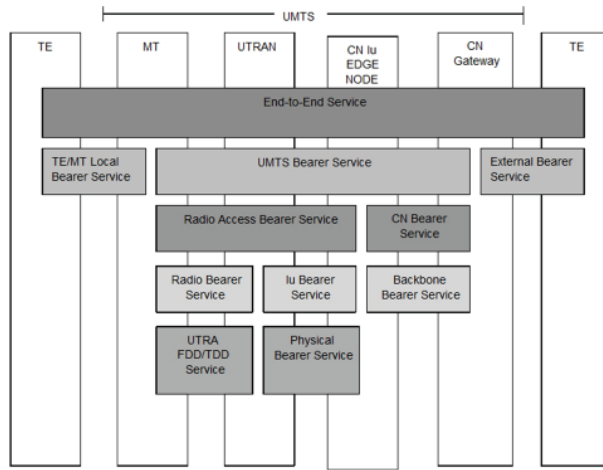 UMTS
TE
MT
UTRAN
CN Iu
EDGE
NODE
CN
Gateway
TE
End-to-End Service
TE/MT Local
Bearer Service
UMTS Bearer Service
External Bearer
Service
Radio Access Bearer Service
CN Bearer
Service
Radio Bearer
Service
Iu Bearer
Service
Backbone
Bearer Service
UTRA
FDD/TDD
Service
Physical
Bearer Service